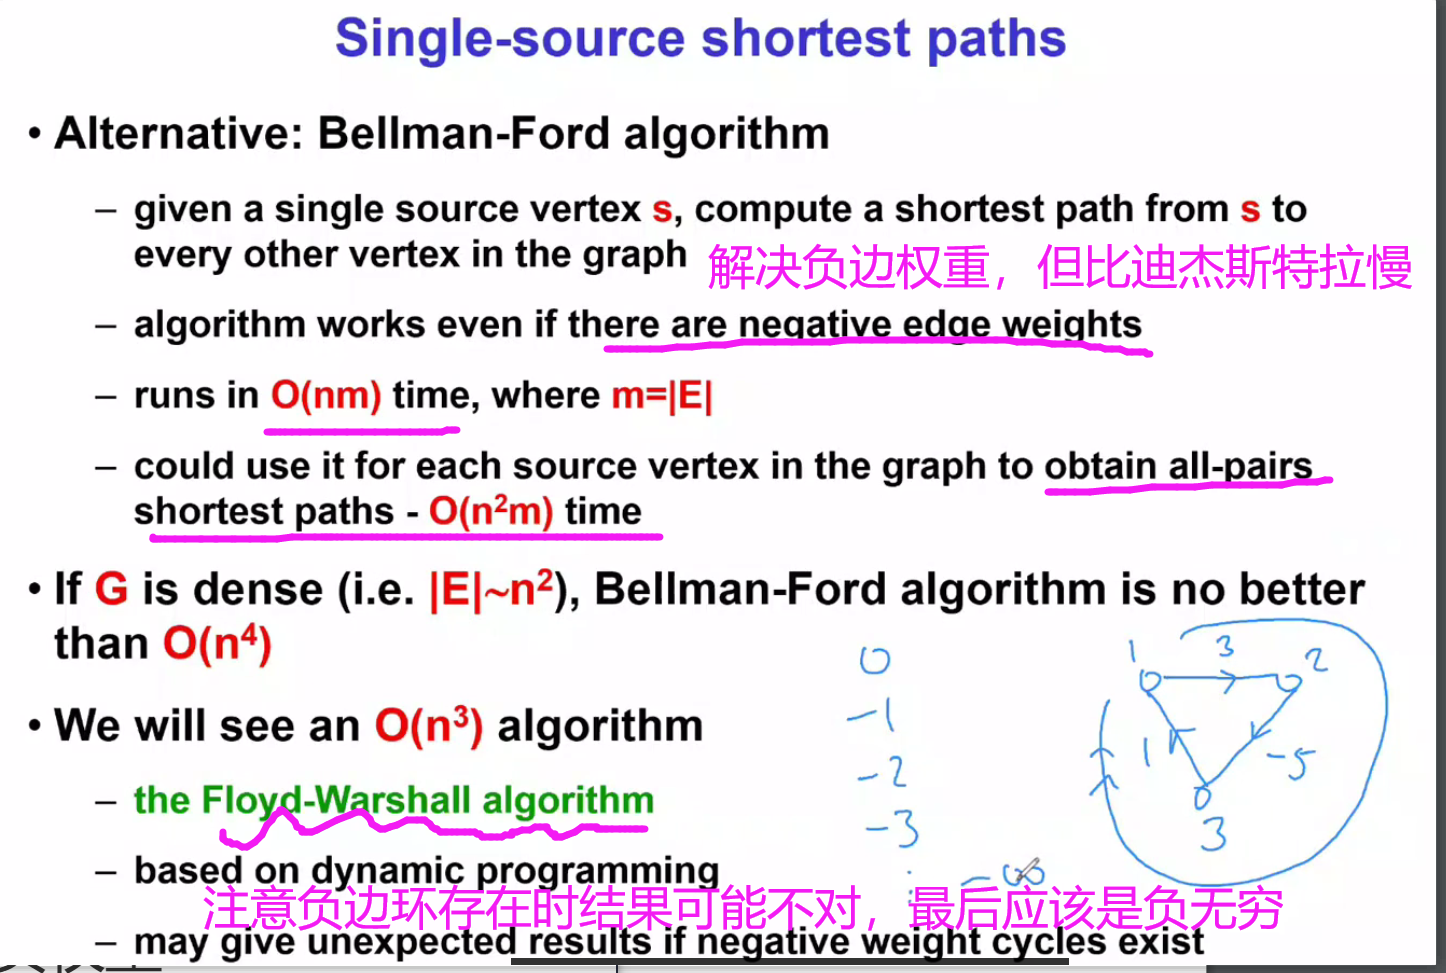 Single-source shortest paths
• Alternative: Bellman-Ford algorithm
– given a single source vertex s, compute a shortest path from s to
every other vertex in the graph
解决负边权重，但比迪杰斯特拉慢
– algorithm works even if there are negative edge weights
– runs in O(nm) time, where m=|E|
– could use it for each source vertex in the graph to obtain all-pairs
shortest paths - O(n²m) time
• If G is dense (i.e. |E|~n²), Bellman-Ford algorithm is no better
than O(n⁴)
• We will see an O(n³) algorithm
– the Floyd-Warshall algorithm
– based on dynamic programming
注意负边环存在时结果可能不对，最后应该是负无穷
– may give unexpected results if negative weight cycles exist
0
-1
-2
-3
-∞
1
3
2
1
-5
3